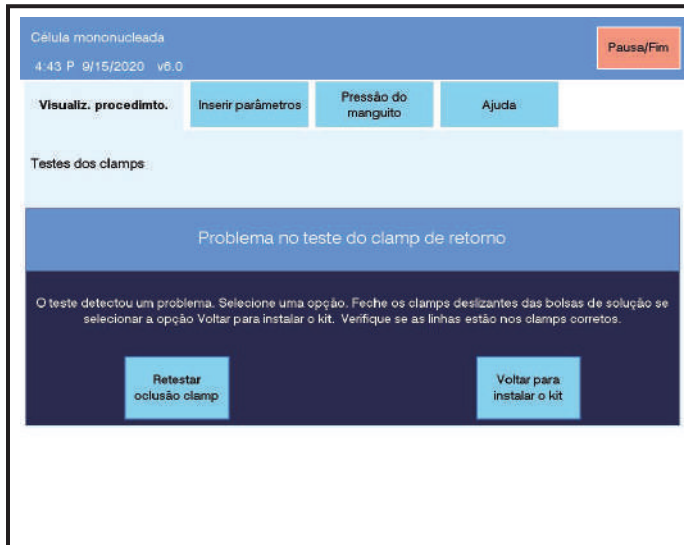 Célula mononucleada
Pausa/Fim
4:43 P 9/15/2020 v6.0
Visualiz. procedimto.
Inserir parâmetros
Pressão do
manguito
Ajuda
Testes dos clamps
Problema no teste do clamp de retorno
O teste detectou um problema. Selecione uma opção. Feche os clamps deslizantes das bolsas de solução se
selecionar a opção Voltar para instalar o kit. Verifique se as linhas estão nos clamps corretos.
Retestar
oclusão clamp
Voltar para
instalar o kit